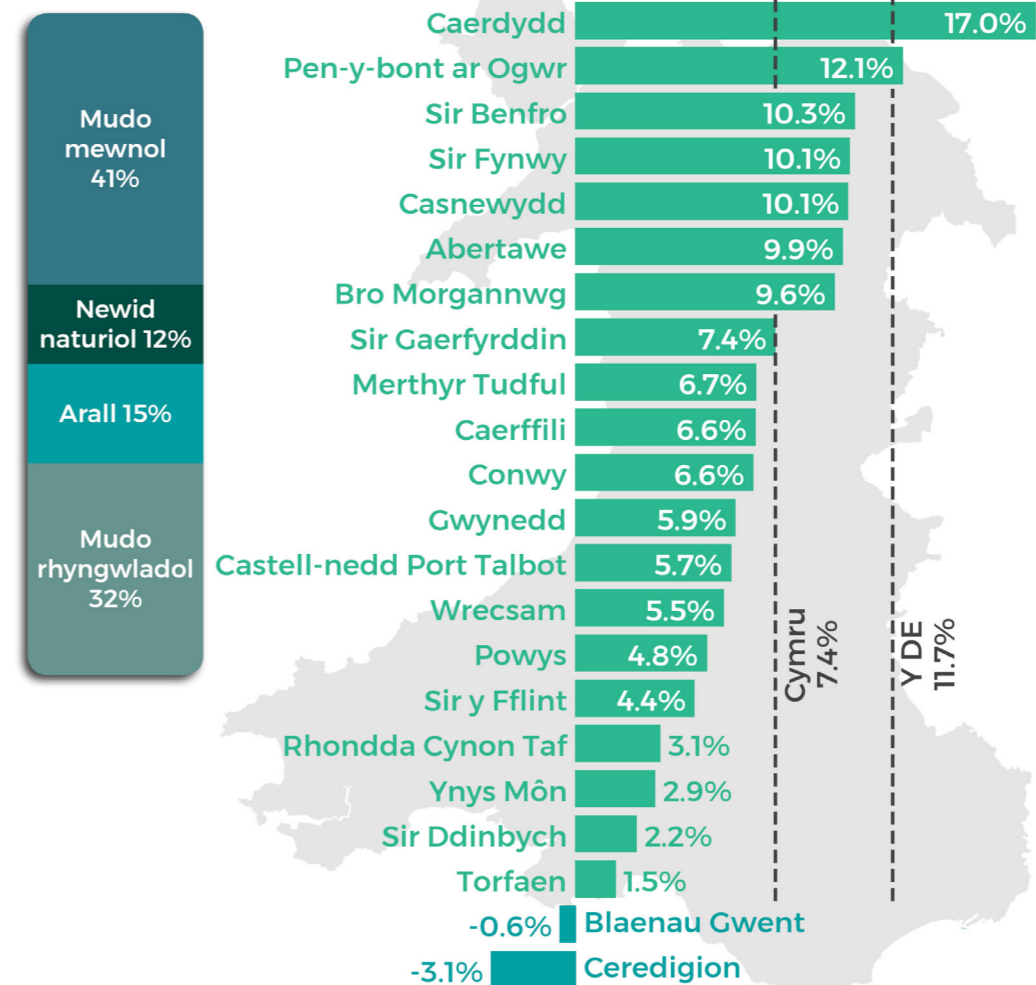 Mudo
mewnol
41%
Newid
naturiol 12%
Arall 15%
Mudo
rhyngwladol
32%
Caerdydd 17.0%
Pen-y-bont ar Ogwr 12.1%
Sir Benfro 10.3%
Sir Fynwy 10.1%
Casnewydd 10.1%
Abertawe 9.9%
Bro Morgannwg 9.6%
Sir Gaerfyrddin 7.4%
Merthyr Tudful 6.7%
Caerffili 6.6%
Conwy 6.6%
Gwynedd 5.9%
Castell-nedd Port Talbot 5.7%
Wrecsam 5.5%
Powys 4.8%
Sir y Fflint 4.4%
Rhondda Cynon Taf 3.1%
Ynys Môn 2.9%
Sir Ddinbych 2.2%
Torfaen 1.5%
-0.6% Blaenau Gwent
-3.1% Ceredigion
Cymru
7.4%
Y DE
11.7%